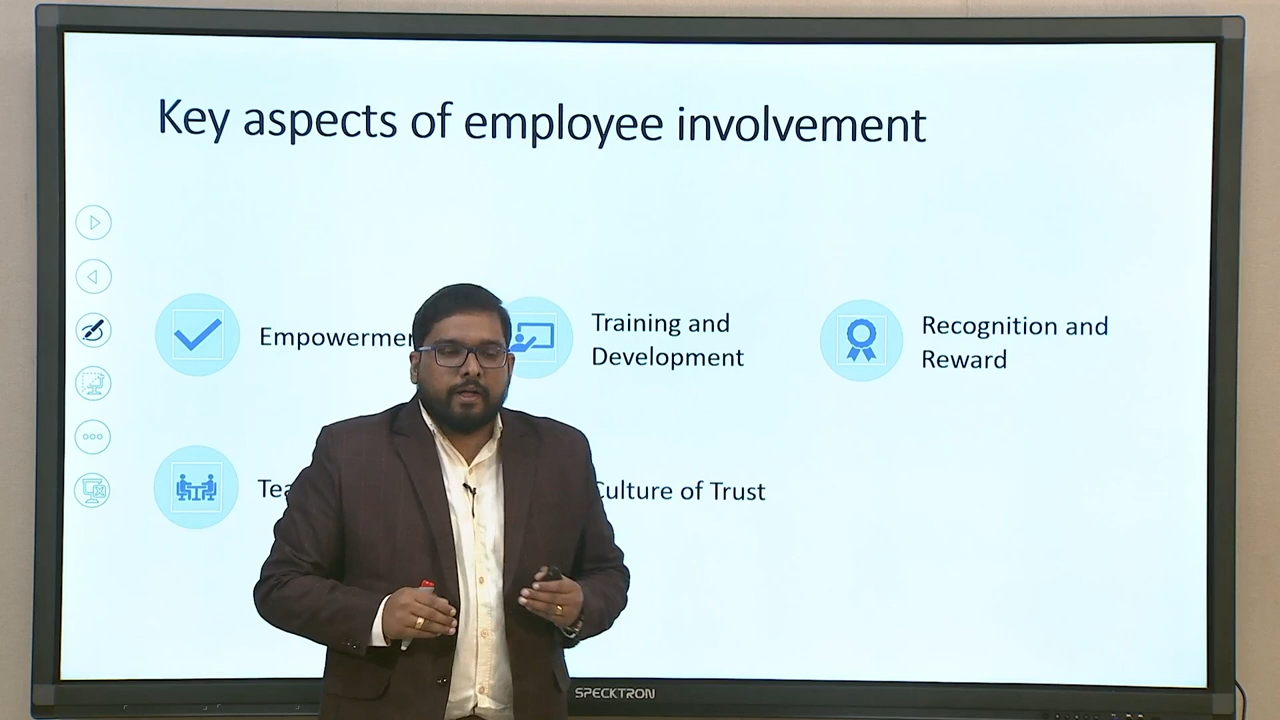 Key aspects of employee involvement
Training and
Development
Recognition and
Reward
Culture of Trust
SPECKTRON